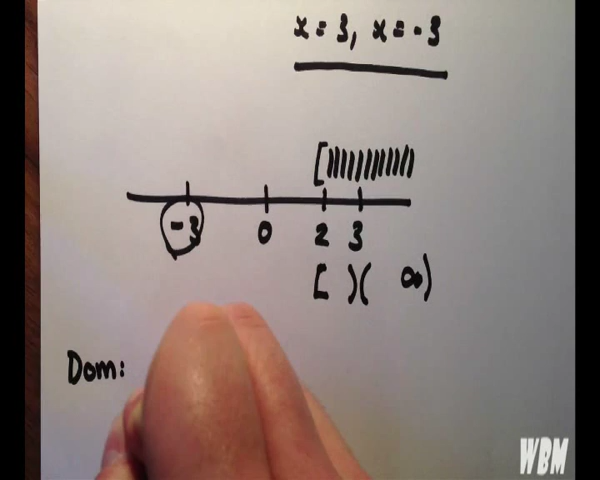 x = 3, x = -3
[
-3 0 2 3
[ )( ∞)
Dom:
WBM